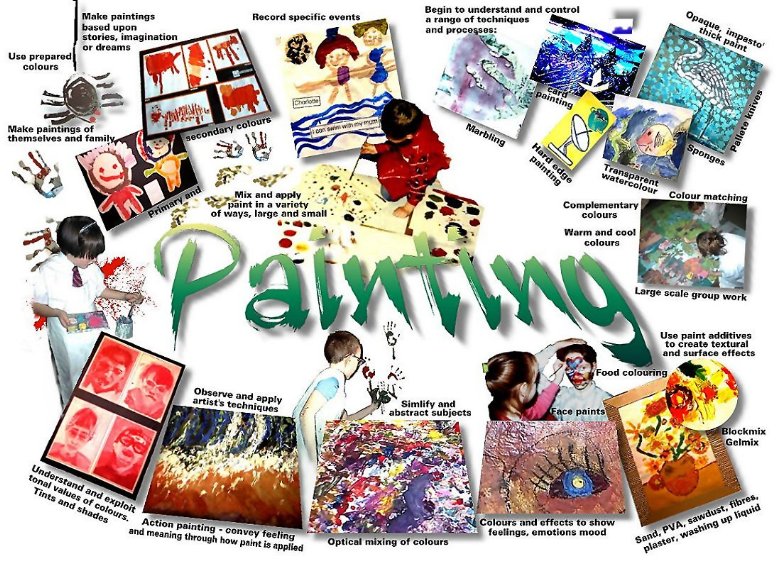 Make paintings
based upon
stories, imagination
or dreams
Record specific events
Begin to understand and control
a range of techniques
and processes:
Opaque, impasto'
thick paint
Use prepared
colours
Make paintings of
themselves and family
Primary and
secondary colours
Charlotte
I can swim with my mum
Mix and apply
paint in a variety
of ways, large and small
Marbling
card
painting
Hard edge
painting
Transparent
watercolour
Sponges
Pallete knives
Complementary
colours
Colour matching
Warm and cool
colours
Large scale group work
Painting
Use paint additives
to create textural
and surface effects
Food colouring
Face paints
Observe and apply
artist's techniques
Simlify and
abstract subjects
Blockmix
Gelmix
Understand and exploit
tonal values of colours.
Tints and shades
Action painting - convey feeling
and meaning through how paint is applied
Optical mixing of colours
Colours and effects to show
feelings, emotions mood
Sand, PVA, sawdust, fibres,
plaster, washing up liquid